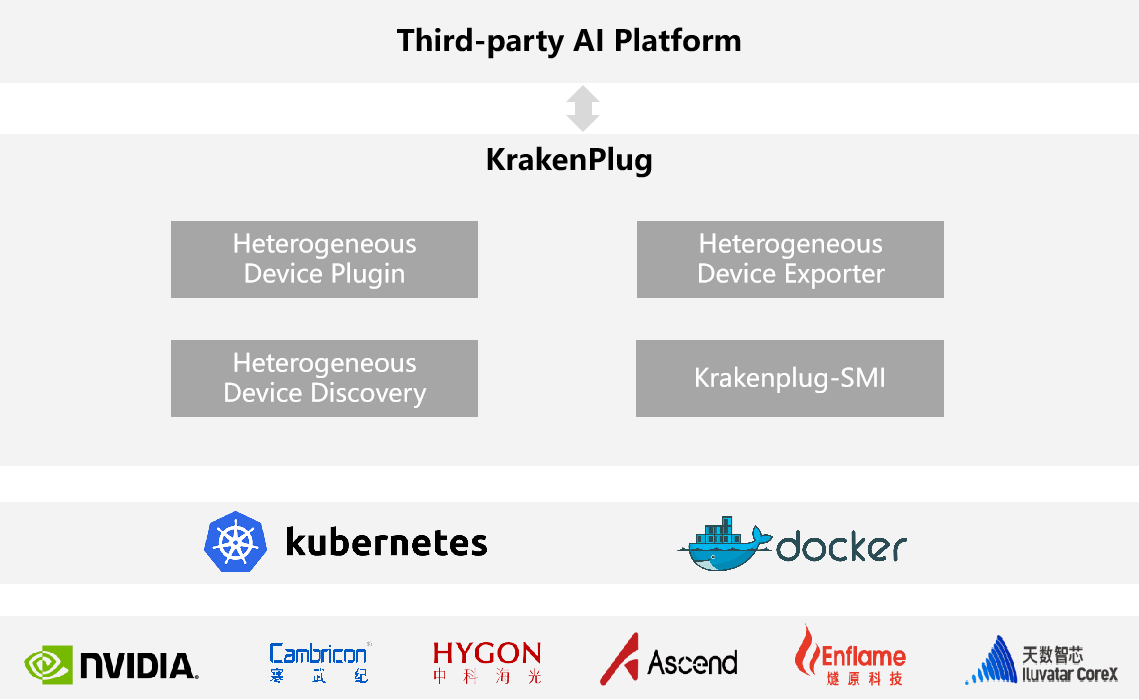 Third-party AI Platform
KrakenPlug
Heterogeneous
Device Plugin
Heterogeneous
Device Exporter
Heterogeneous
Device Discovery
Krakenplug-SMI
kubernetes
docker
NVIDIA.
Cambricon®
寒 武 纪
HYGON
中 科 海 光
Ascend
Enflame
燧原科技
天数智芯
Iluvatar CoreX